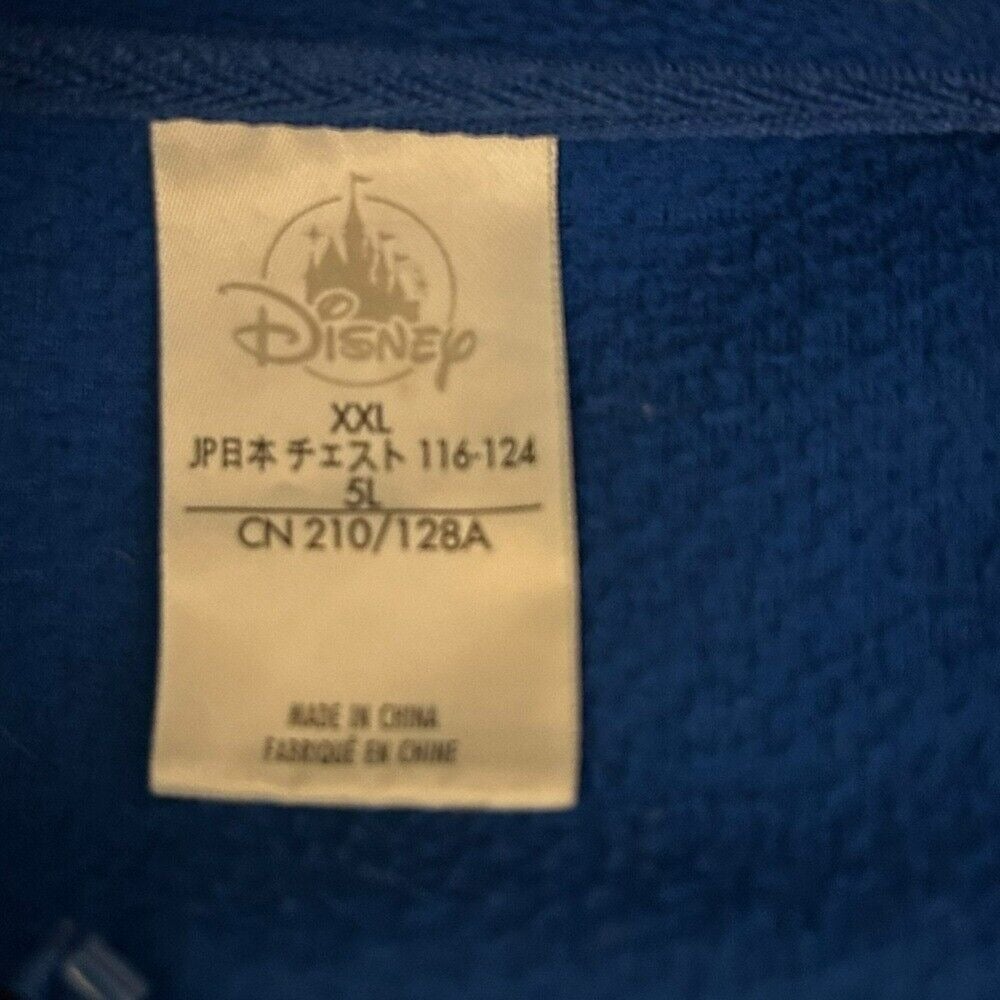 Disney
XXL
JP日本 チェスト 116-124
5L
CN 210/128A
MADE IN CHINA
FABRIQUÉ EN CHINE